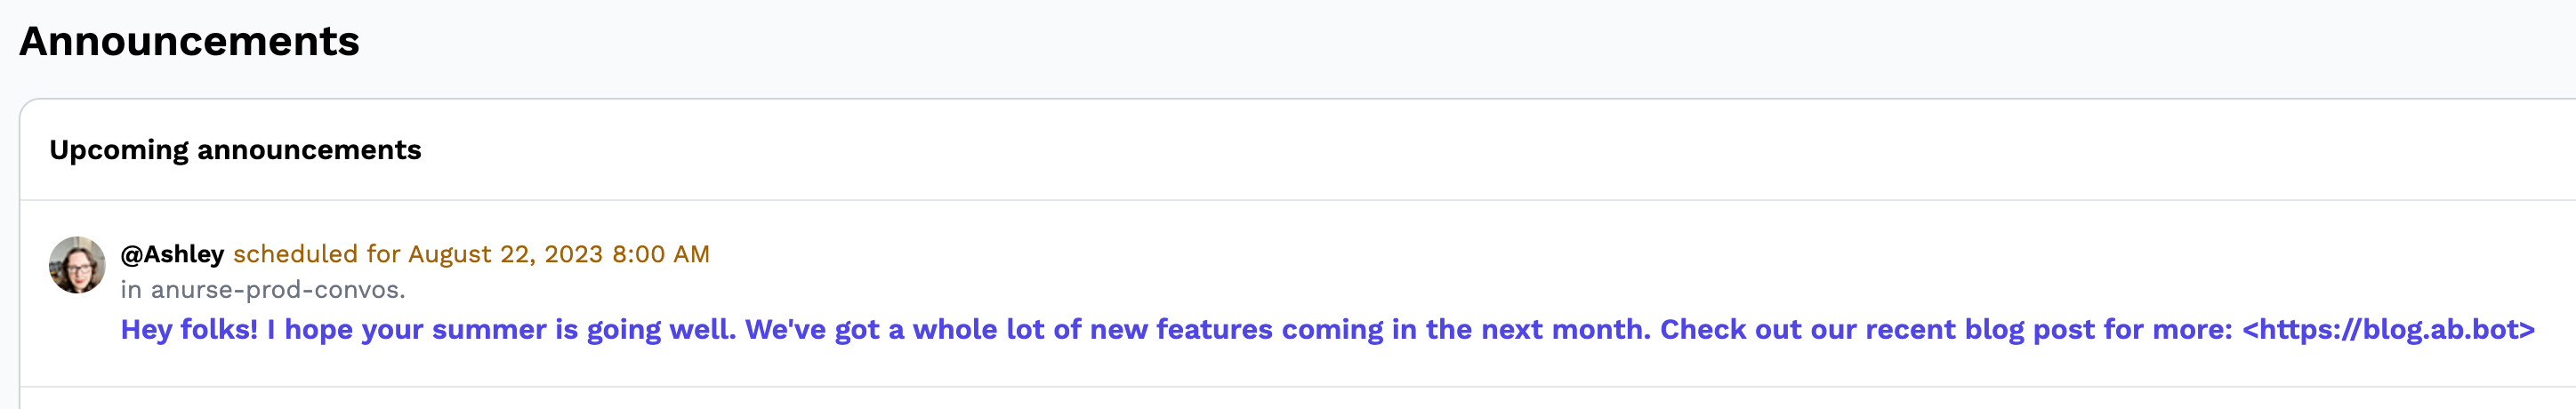 Announcements
Upcoming announcements
@Ashley scheduled for August 22, 2023 8:00 AM
in anurse-prod-convos.
Hey folks! I hope your summer is going well. We've got a whole lot of new features coming in the next month. Check out our recent blog post for more: <https://blog.ab.bot>